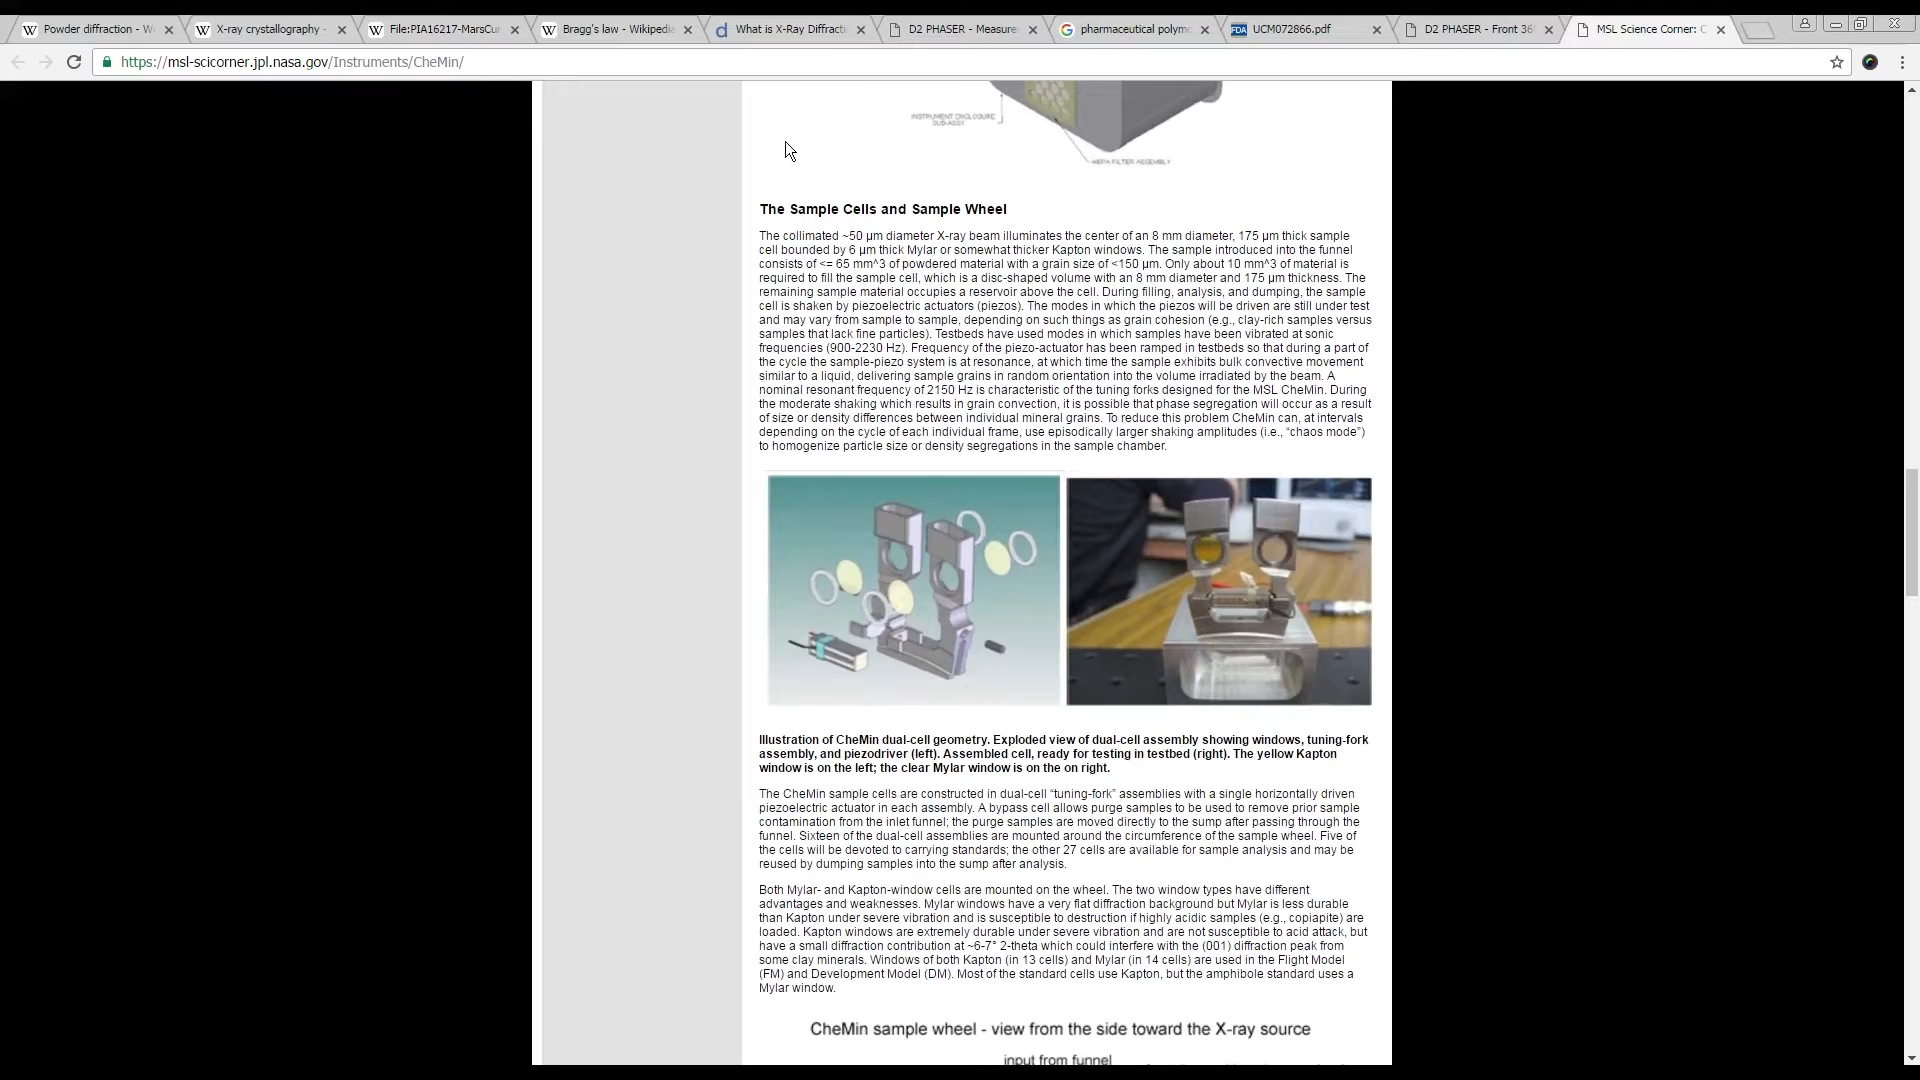 Powder diffraction - W
X-ray crystallography -
File:PIA16217-MarsCur
Bragg's law - Wikipedia
What is X-Ray Diffracti
D2 PHASER - Measure
pharmaceutical polymo
UCM072866.pdf
D2 PHASER - Front 36
MSL Science Corner: C
https://msl-scicorner.jpl.nasa.gov/Instruments/CheMin/
INSTRUMENT ENCLOSURE
SUB-ASSY
HEPA FILTER ASSEMBLY
The Sample Cells and Sample Wheel
The collimated ~50 µm diameter X-ray beam illuminates the center of an 8 mm diameter, 175 µm thick sample
cell bounded by 6 µm thick Mylar or somewhat thicker Kapton windows. The sample introduced into the funnel
consists of <= 65 mm^3 of powdered material with a grain size of <150 µm. Only about 10 mm^3 of material is
required to fill the sample cell, which is a disc-shaped volume with an 8 mm diameter and 175 µm thickness. The
remaining sample material occupies a reservoir above the cell. During filling, analysis, and dumping, the sample
cell is shaken by piezoelectric actuators (piezos). The modes in which the piezos will be driven are still under test
and may vary from sample to sample, depending on such things as grain cohesion (e.g., clay-rich samples versus
samples that lack fine particles). Testbeds have used modes in which samples have been vibrated at sonic
frequencies (900-2230 Hz). Frequency of the piezo-actuator has been ramped in testbeds so that during a part of
the cycle the sample-piezo system is at resonance, at which time the sample exhibits bulk convective movement
similar to a liquid, delivering sample grains in random orientation into the volume irradiated by the beam. A
nominal resonant frequency of 2150 Hz is characteristic of the tuning forks designed for the MSL CheMin. During
the moderate shaking which results in grain convection, it is possible that phase segregation will occur as a result
of size or density differences between individual mineral grains. To reduce this problem CheMin can, at intervals
depending on the cycle of each individual frame, use episodically larger shaking amplitudes (i.e., “chaos mode”)
to homogenize particle size or density segregations in the sample chamber.
Illustration of CheMin dual-cell geometry. Exploded view of dual-cell assembly showing windows, tuning-fork
assembly, and piezodriver (left). Assembled cell, ready for testing in testbed (right). The yellow Kapton
window is on the left; the clear Mylar window is on the on right.
The CheMin sample cells are constructed in dual-cell “tuning-fork” assemblies with a single horizontally driven
piezoelectric actuator in each assembly. A bypass cell allows purge samples to be used to remove prior sample
contamination from the inlet funnel; the purge samples are moved directly to the sump after passing through the
funnel. Sixteen of the dual-cell assemblies are mounted around the circumference of the sample wheel. Five of
the cells will be devoted to carrying standards; the other 27 cells are available for sample analysis and may be
reused by dumping samples into the sump after analysis.
Both Mylar- and Kapton-window cells are mounted on the wheel. The two window types have different
advantages and weaknesses. Mylar windows have a very flat diffraction background but Mylar is less durable
than Kapton under severe vibration and is susceptible to destruction if highly acidic samples (e.g., copiapite) are
loaded. Kapton windows are extremely durable under severe vibration and are not susceptible to acid attack, but
have a small diffraction contribution at ~6-7° 2-theta which could interfere with the (001) diffraction peak from
some clay minerals. Windows of both Kapton (in 13 cells) and Mylar (in 14 cells) are used in the Flight Model
(FM) and Development Model (DM). Most of the standard cells use Kapton, but the amphibole standard uses a
Mylar window.
CheMin sample wheel - view from the side toward the X-ray source
input from funnel